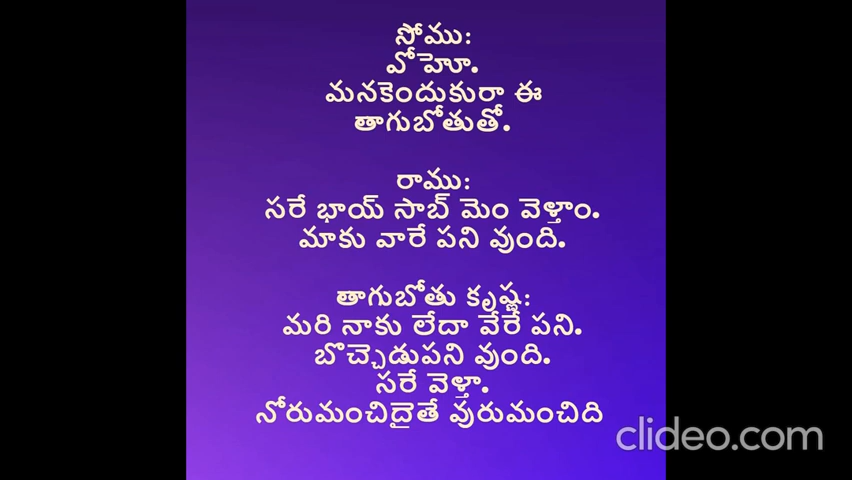 సోము:
వోహెూ.
మనకెందుకురా ఈ
తాగుబోతుతో.
రాము:
సరే భాయ్ సాబ్ మెం వెళ్తాం.
మాకు వారే పని వుంది.
తాగుబోతు కృష్ణ:
మరి నాకు లేదా వేరే పని.
బొచ్చెడుపని వుంది.
సరే వెళ్తా.
నోరుమంచిదైతే వురుమంచిది
clideo.com